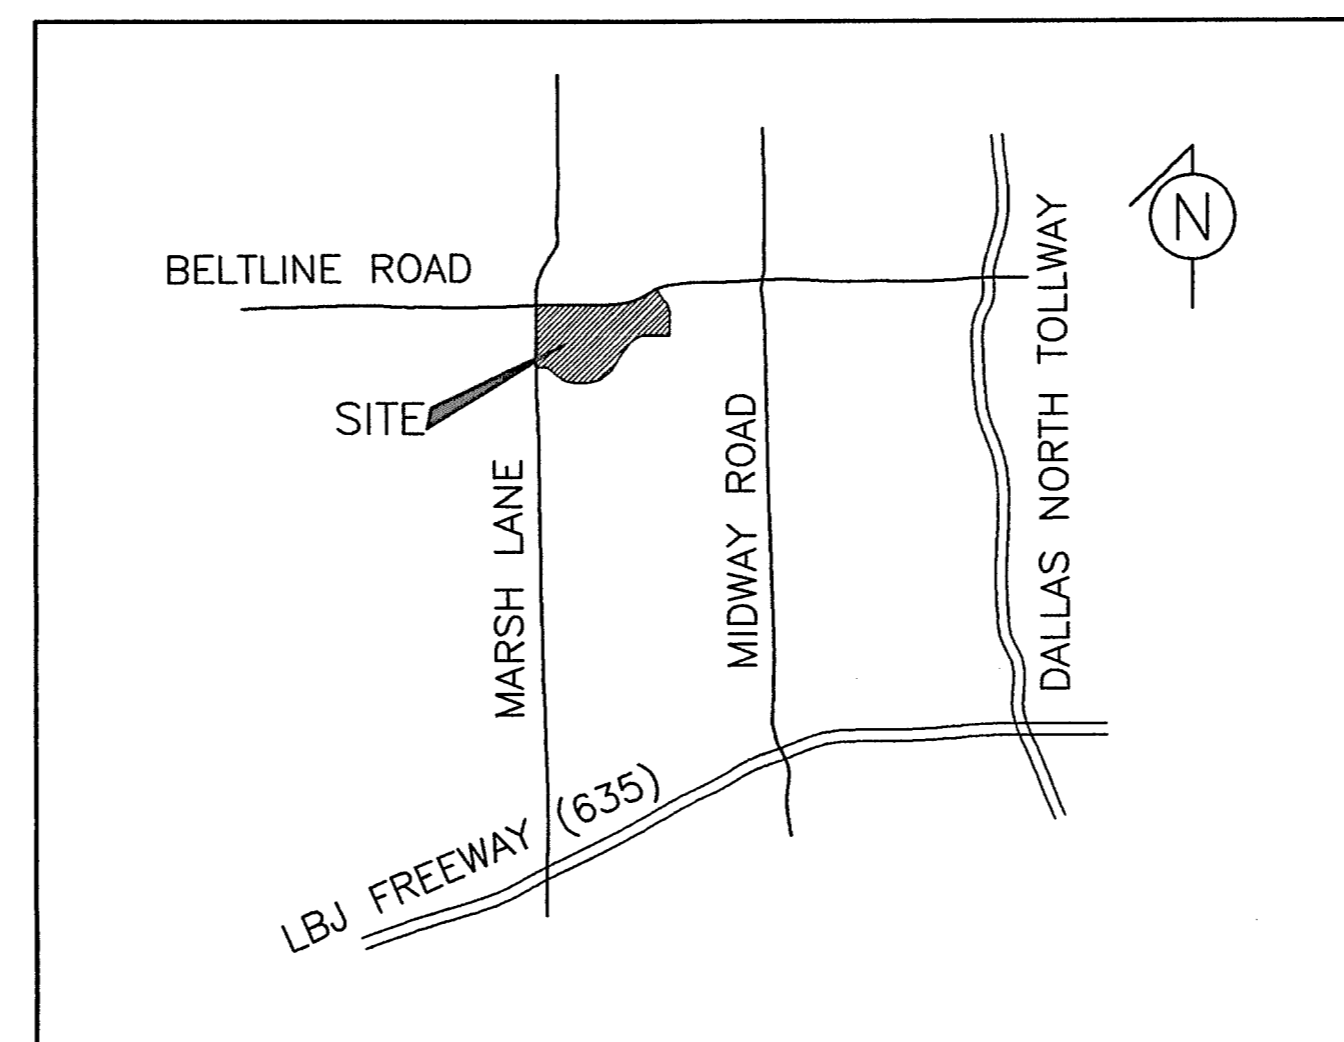 BELTLINE ROAD
N
SITE
MARSH LANE
MIDWAY ROAD
DALLAS NORTH TOLLWAY
LBJ FREEWAY (635)